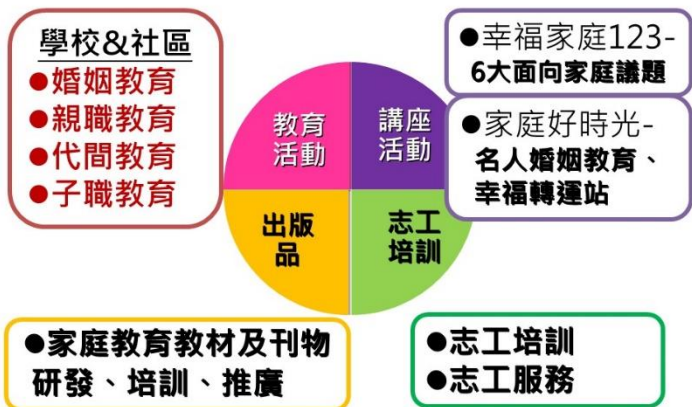 學校&社區
●婚姻教育
●親職教育
●代間教育
●子職教育
教育
活動
講座
活動
●幸福家庭123-
6大面向家庭議題
●家庭好時光-
名人婚姻教育、
幸福轉運站
出版
品
志工
培訓
●家庭教育教材及刊物
研發、培訓、推廣
●志工培訓
●志工服務